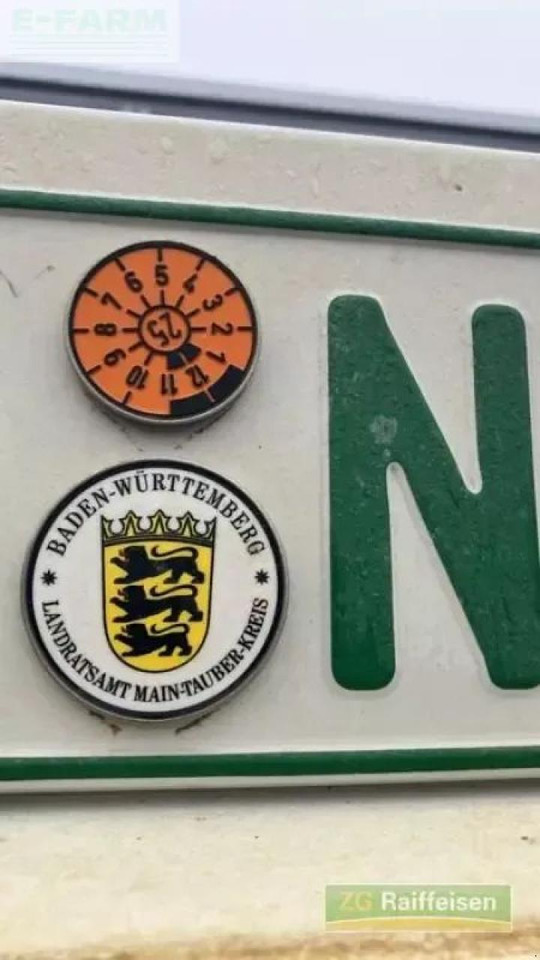 E-FARM
5 4 3 2 1 12 11 10 9 8 7 6
25
BADEN-WÜRTTEMBERG
LANDRATSAMT MAIN-TAUBER-KREIS
N
ZG Raiffeisen